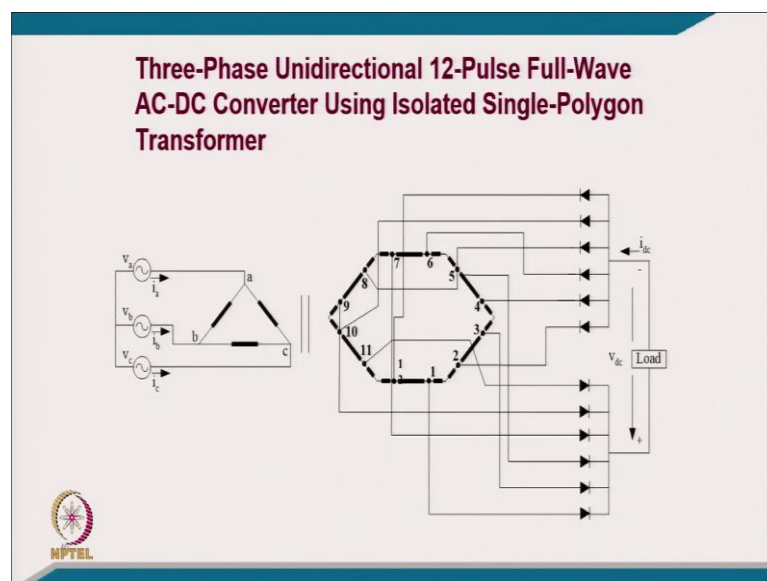 Three-Phase Unidirectional 12-Pulse Full-Wave
AC-DC Converter Using Isolated Single-Polygon
Transformer
va
ia
vb
ib
vc
ic
a
b
c
7
6
8
5
9
4
10
3
11
2
1
2
1
idc
-
vdc
Load
+
NPTEL